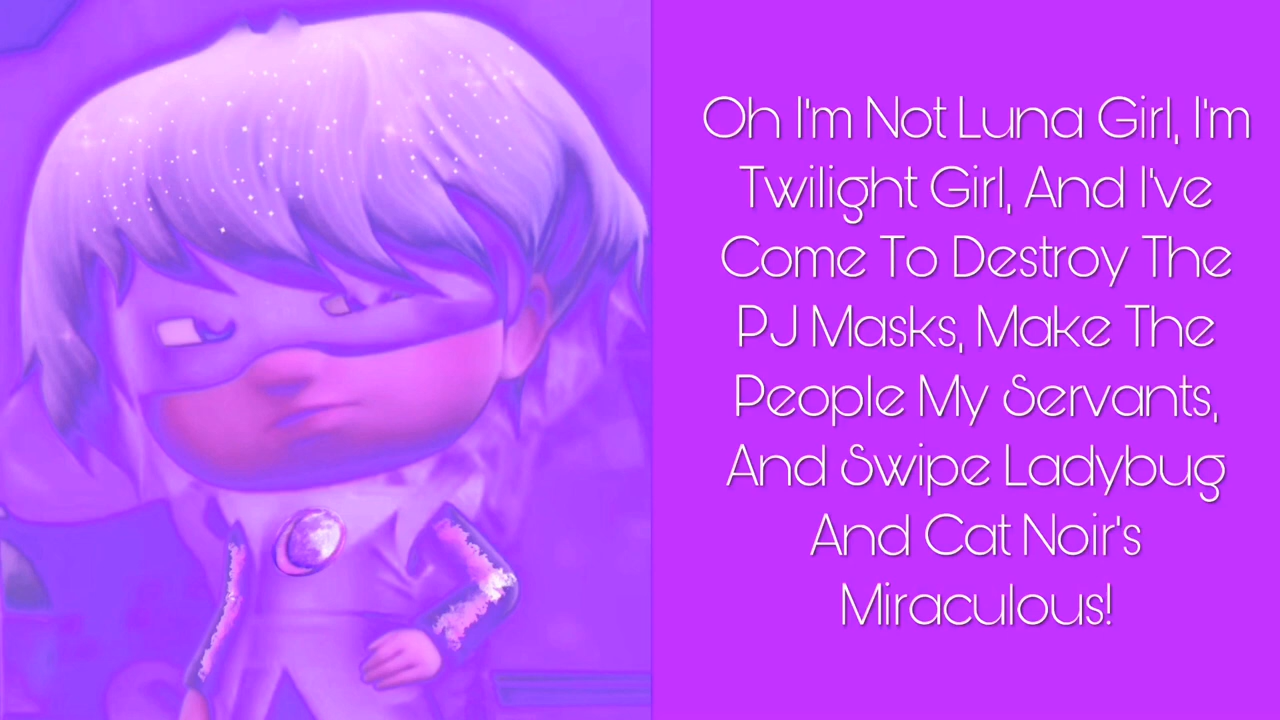 Oh I'm Not Luna Girl, I'm
Twilight Girl, And I've
Come To Destroy The
PJ Masks, Make The
People My Servants,
And Swipe Ladybug
And Cat Noir's
Miraculous!